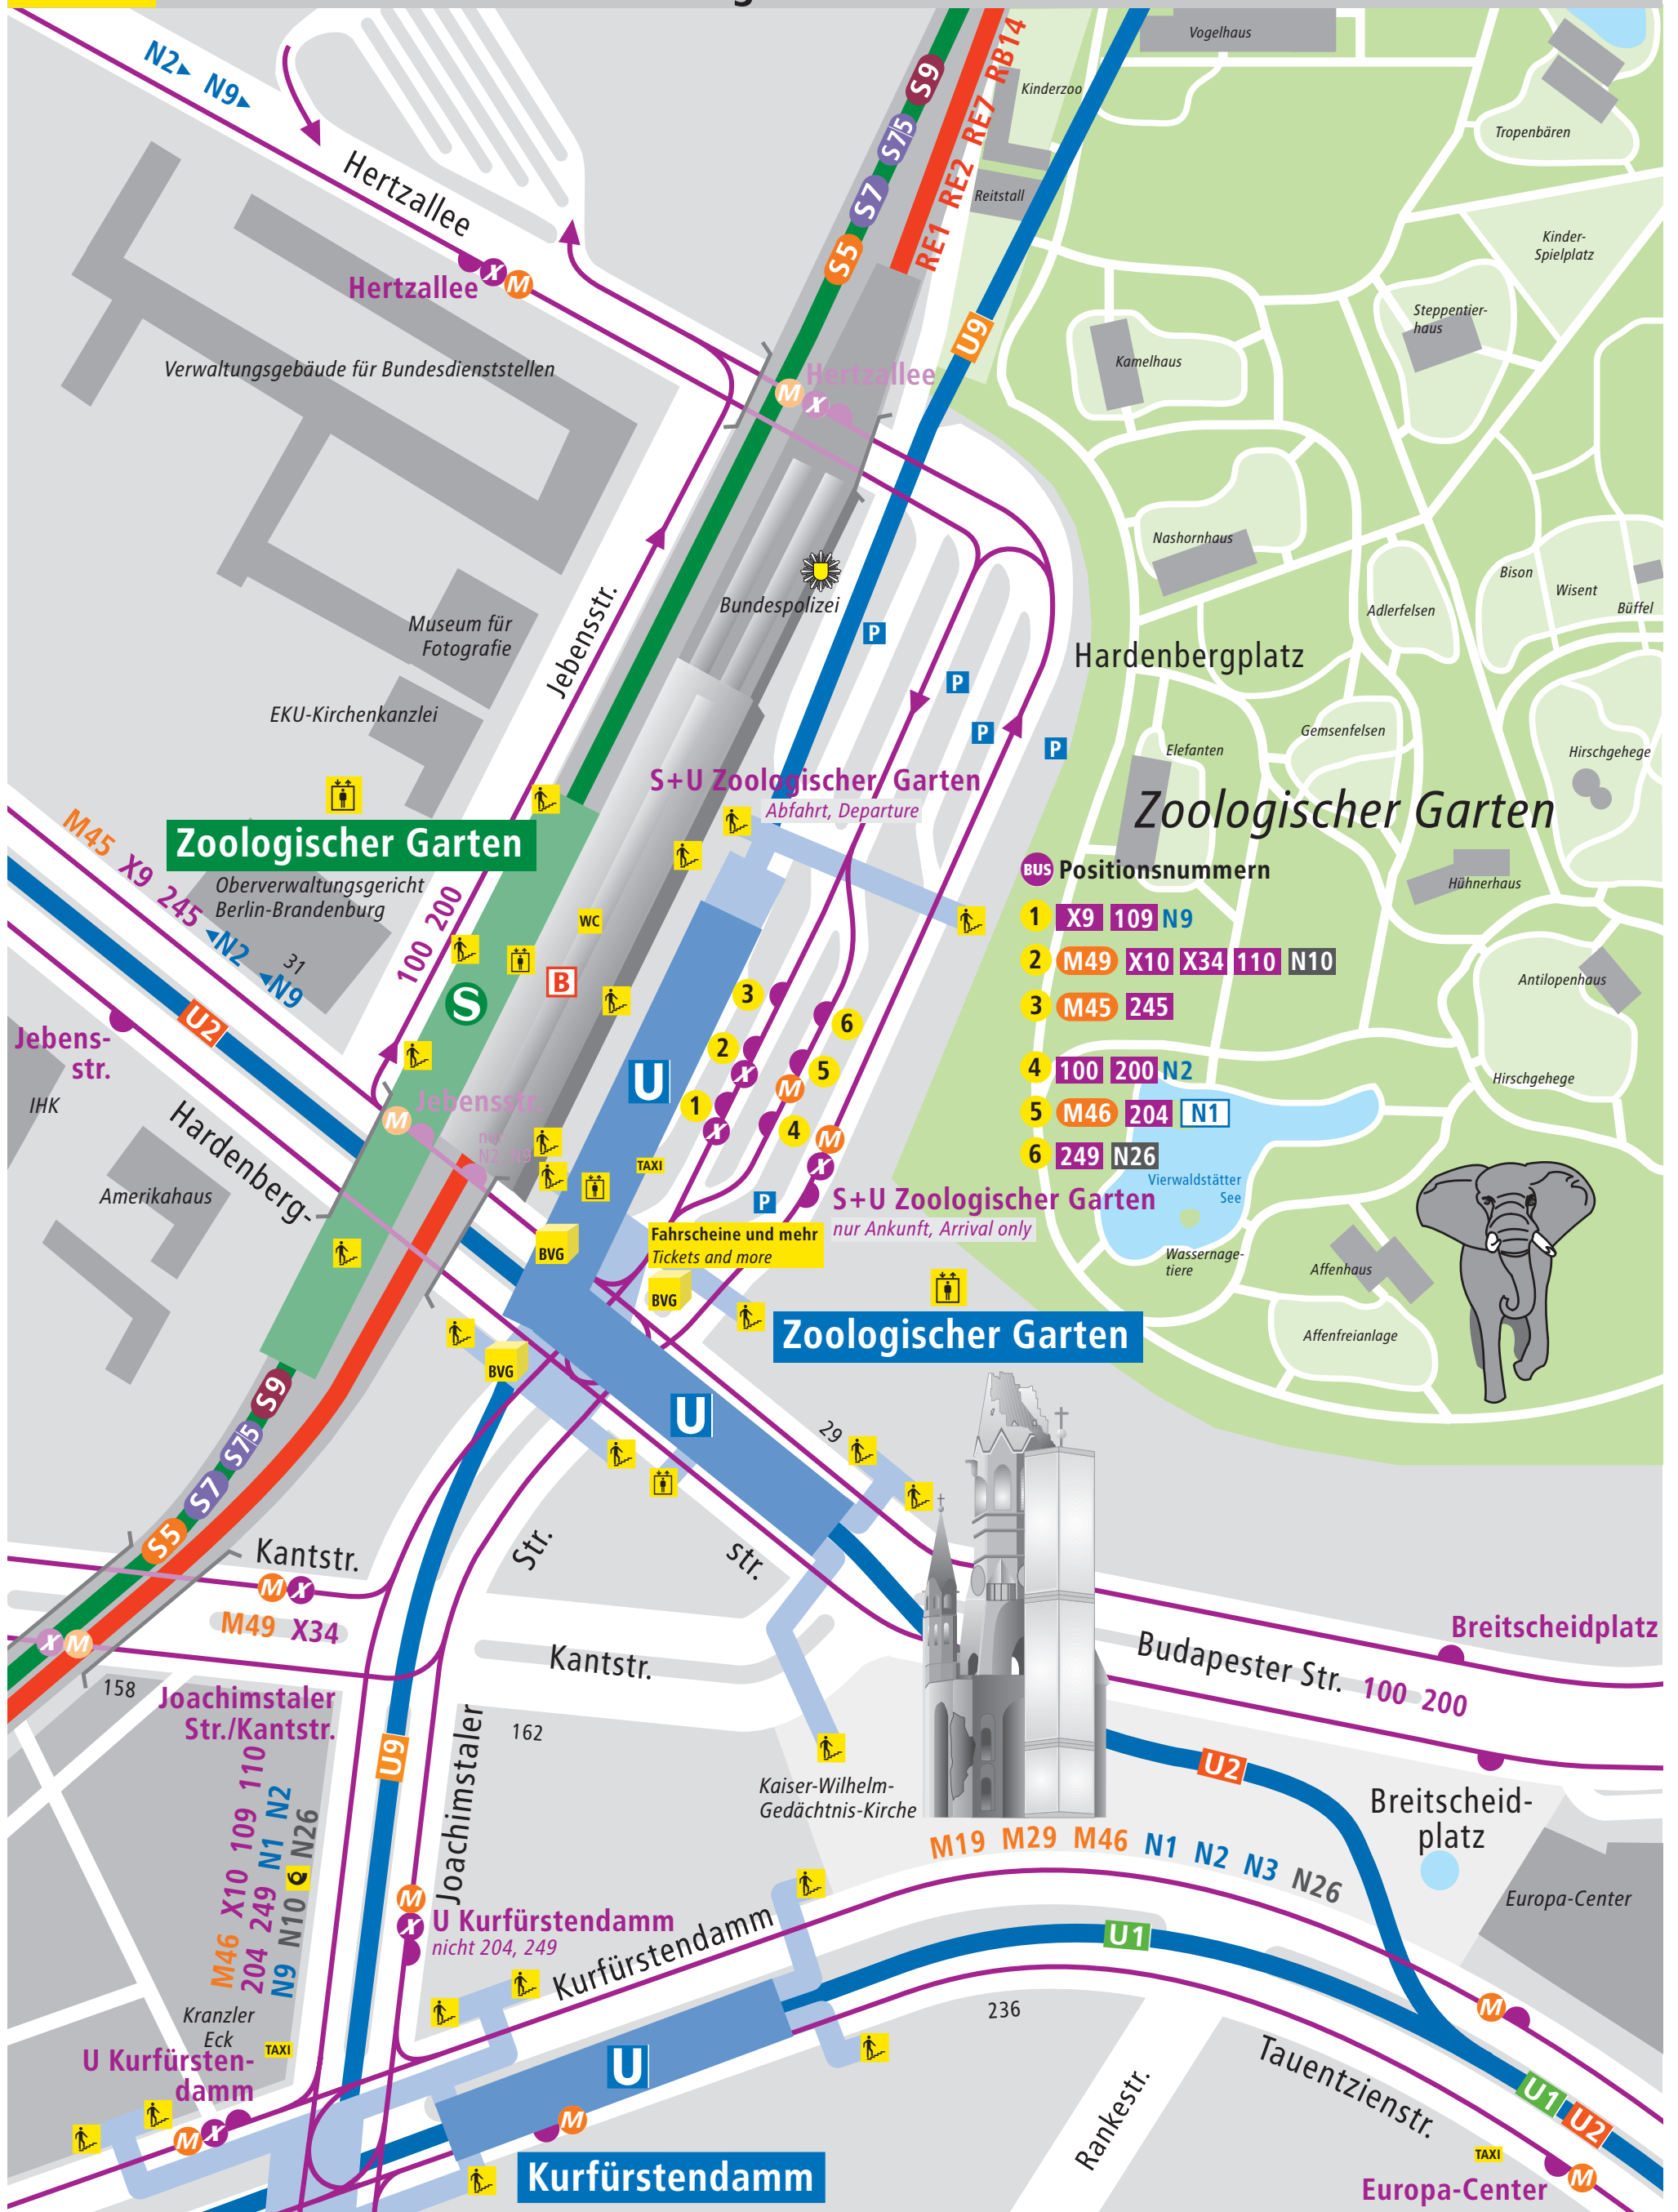 N2 N9
Hertzallee
Hertzallee
Verwaltungsgebäude für Bundesdienststellen
S9
S75
S7
S5
RE1 RE2 RE7 RB14
U9
Hertzallee
Vogelhaus
Kinderzoo
Reitstall
Tropenbären
Kinder-
Spielplatz
Steppentier-
haus
Kamelhaus
Nashornhaus
Bison
Wisent
Büffel
Adlerfelsen
Museum für
Fotografie
EKU-Kirchenkanzlei
Jebensstr.
Bundespolizei
P
P
P
P
Hardenbergplatz
Gemsenfelsen
Elefanten
Hirschgehege
Zoologischer Garten
Hühnerhaus
Antilopenhaus
Hirschgehege
S+U Zoologischer Garten
Abfahrt, Departure
Zoologischer Garten
Oberverwaltungsgericht
Berlin-Brandenburg
31
M45 X9 245 N2 N9
100 200
U2
WC
B
S
U
BUS Positionsnummern
1 X9 109 N9
2 M49 X10 X34 110 N10
3 M45 245
4 100 200 N2
5 M46 204 N1
6 249 N26
3
2
X
1
X
6
5
M
4
M
X
Jebens-
str.
IHK
M
Jebensstr.
nur
N2, N9
Hardenberg-
Amerikahaus
TAXI
P
S+U Zoologischer Garten
nur Ankunft, Arrival only
Fahrscheine und mehr
Tickets and more
BVG
BVG
BVG
Zoologischer Garten
Vierwaldstätter
See
Wassernage-
tiere
Affenhaus
Affenfreianlage
U
29
S9
S75
S7
S5
Kantstr.
M X
M49 X34
X M
Str.
str.
Kantstr.
158
162
Joachimstaler
Str./Kantstr.
U9
Joachimstaler
M46 X10 109 110
204 249 N1 N2
N9 N10 N26
Kaiser-Wilhelm-
Gedächtnis-Kirche
Budapester Str. 100 200
Breitscheidplatz
U2
Breitscheid-
platz
Europa-Center
M19 M29 M46 N1 N2 N3 N26
M
X
U Kurfürstendamm
nicht 204, 249
Kurfürstendamm
U1
236
Kranzler
Eck
TAXI
U Kurfürsten-
damm
M X
U
M
Kurfürstendamm
Rankestr.
Tauentzienstr.
M
U1 U2
TAXI
Europa-Center
M